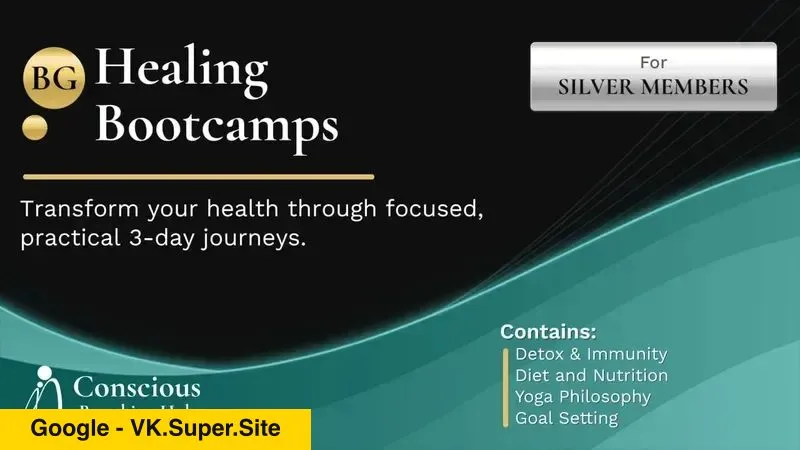 BG
Healing
Bootcamps
For
SILVER MEMBERS
Transform your health through focused,
practical 3-day journeys.
Contains:
Detox & Immunity
Diet and Nutrition
Yoga Philosophy
Goal Setting
Conscious
Google - VK.Super.Site